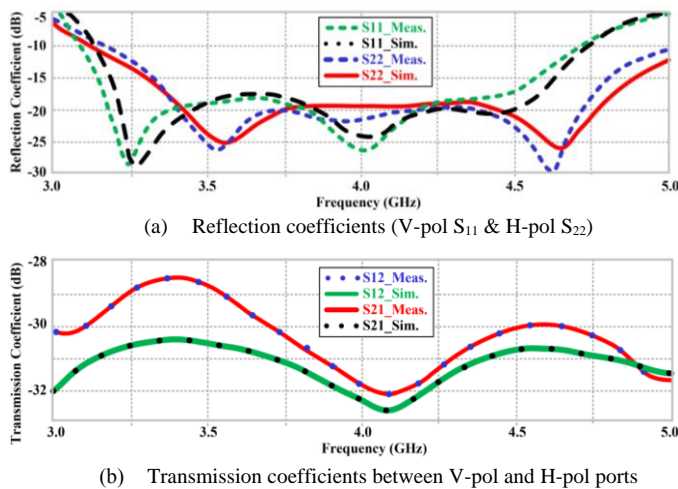 -5
-10
-15
-20
-25
-30
Reflection Coefficient (dB)
S11_Meas.
S11_Sim.
S22_Meas.
S22_Sim.
3.0 3.5 4.0 4.5 5.0
Frequency (GHz)
(a) Reflection coefficients (V-pol S₁₁ & H-pol S₂₂)
-28
-30
-32
Transmission Coefficient (dB)
S12_Meas.
S12_Sim.
S21_Meas.
S21_Sim.
3.0 3.5 4.0 4.5 5.0
Frequency (GHz)
(b) Transmission coefficients between V-pol and H-pol ports